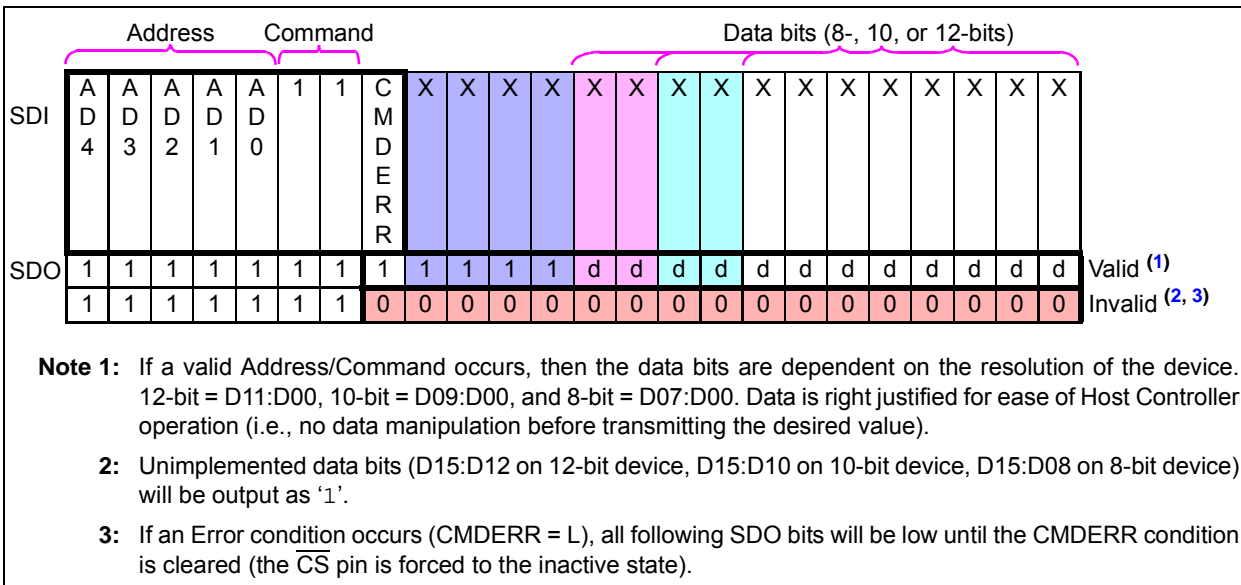 Address Command Data bits (8-, 10, or 12-bits)
SDI AD4 AD3 AD2 AD1 AD0 1 1 CMDERR X X X X X X X X X X X X X X X X
SDO 1 1 1 1 1 1 1 1 1 1 1 1 d d d d d d d d d d d d Valid (1)
1 1 1 1 1 1 1 0 0 0 0 0 0 0 0 0 0 0 0 0 0 0 0 0 Invalid (2, 3)
Note 1: If a valid Address/Command occurs, then the data bits are dependent on the resolution of the device.
12-bit = D11:D00, 10-bit = D09:D00, and 8-bit = D07:D00. Data is right justified for ease of Host Controller
operation (i.e., no data manipulation before transmitting the desired value).
2: Unimplemented data bits (D15:D12 on 12-bit device, D15:D10 on 10-bit device, D15:D08 on 8-bit device)
will be output as ‘1’.
3: If an Error condition occurs (CMDERR = L), all following SDO bits will be low until the CMDERR condition
is cleared (the C̅S̅ pin is forced to the inactive state).